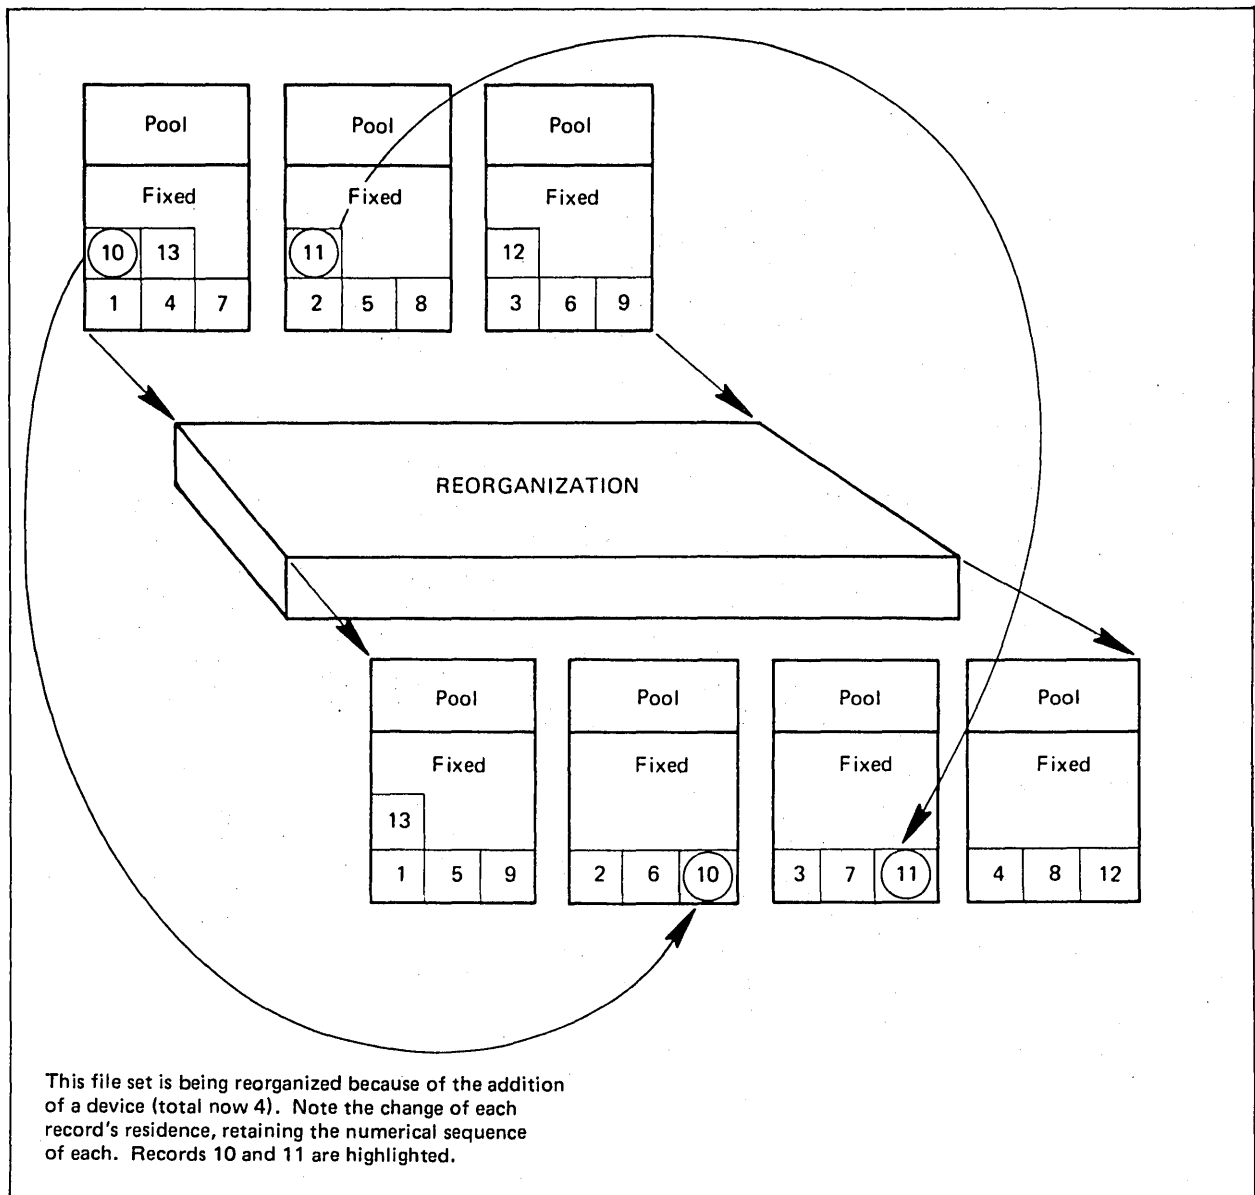 Pool Pool Pool
Fixed Fixed Fixed
10 13 11 12
1 4 7 2 5 8 3 6 9
REORGANIZATION
Pool Pool Pool Pool
Fixed Fixed Fixed Fixed
13
1 5 9 2 6 10 3 7 11 4 8 12
This file set is being reorganized because of the addition
of a device (total now 4). Note the change of each
record's residence, retaining the numerical sequence
of each. Records 10 and 11 are highlighted.